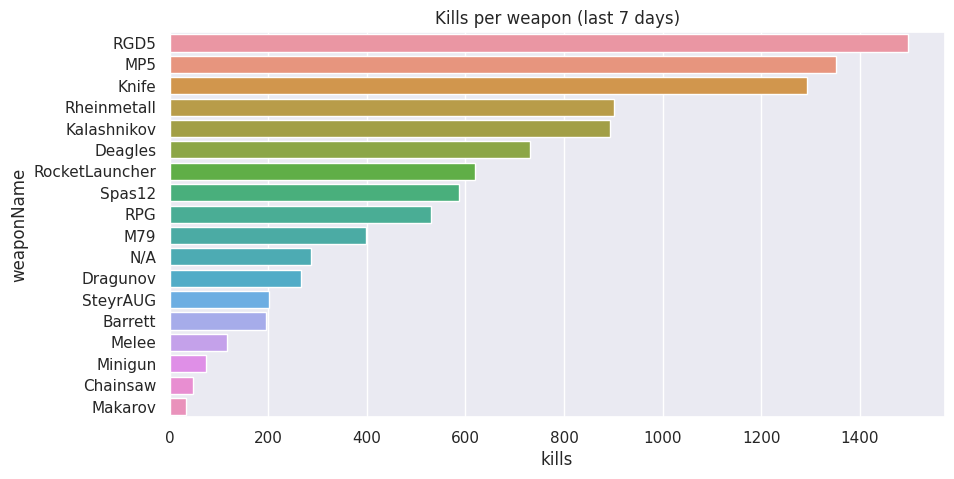 Kills per weapon (last 7 days)
weaponName
RGD5
MP5
Knife
Rheinmetall
Kalashnikov
Deagles
RocketLauncher
Spas12
RPG
M79
N/A
Dragunov
SteyrAUG
Barrett
Melee
Minigun
Chainsaw
Makarov
0 200 400 600 800 1000 1200 1400
kills